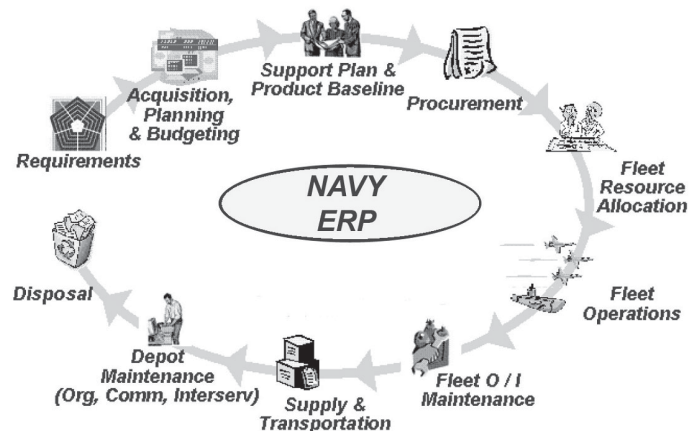 Support Plan &
Product Baseline
Acquisition,
Planning
& Budgeting
Procurement
Requirements
Fleet
Resource
Allocation
NAVY
ERP
Disposal
Fleet
Operations
Depot
Maintenance
(Org, Comm, Interserv)
Supply &
Transportation
Fleet O / I
Maintenance